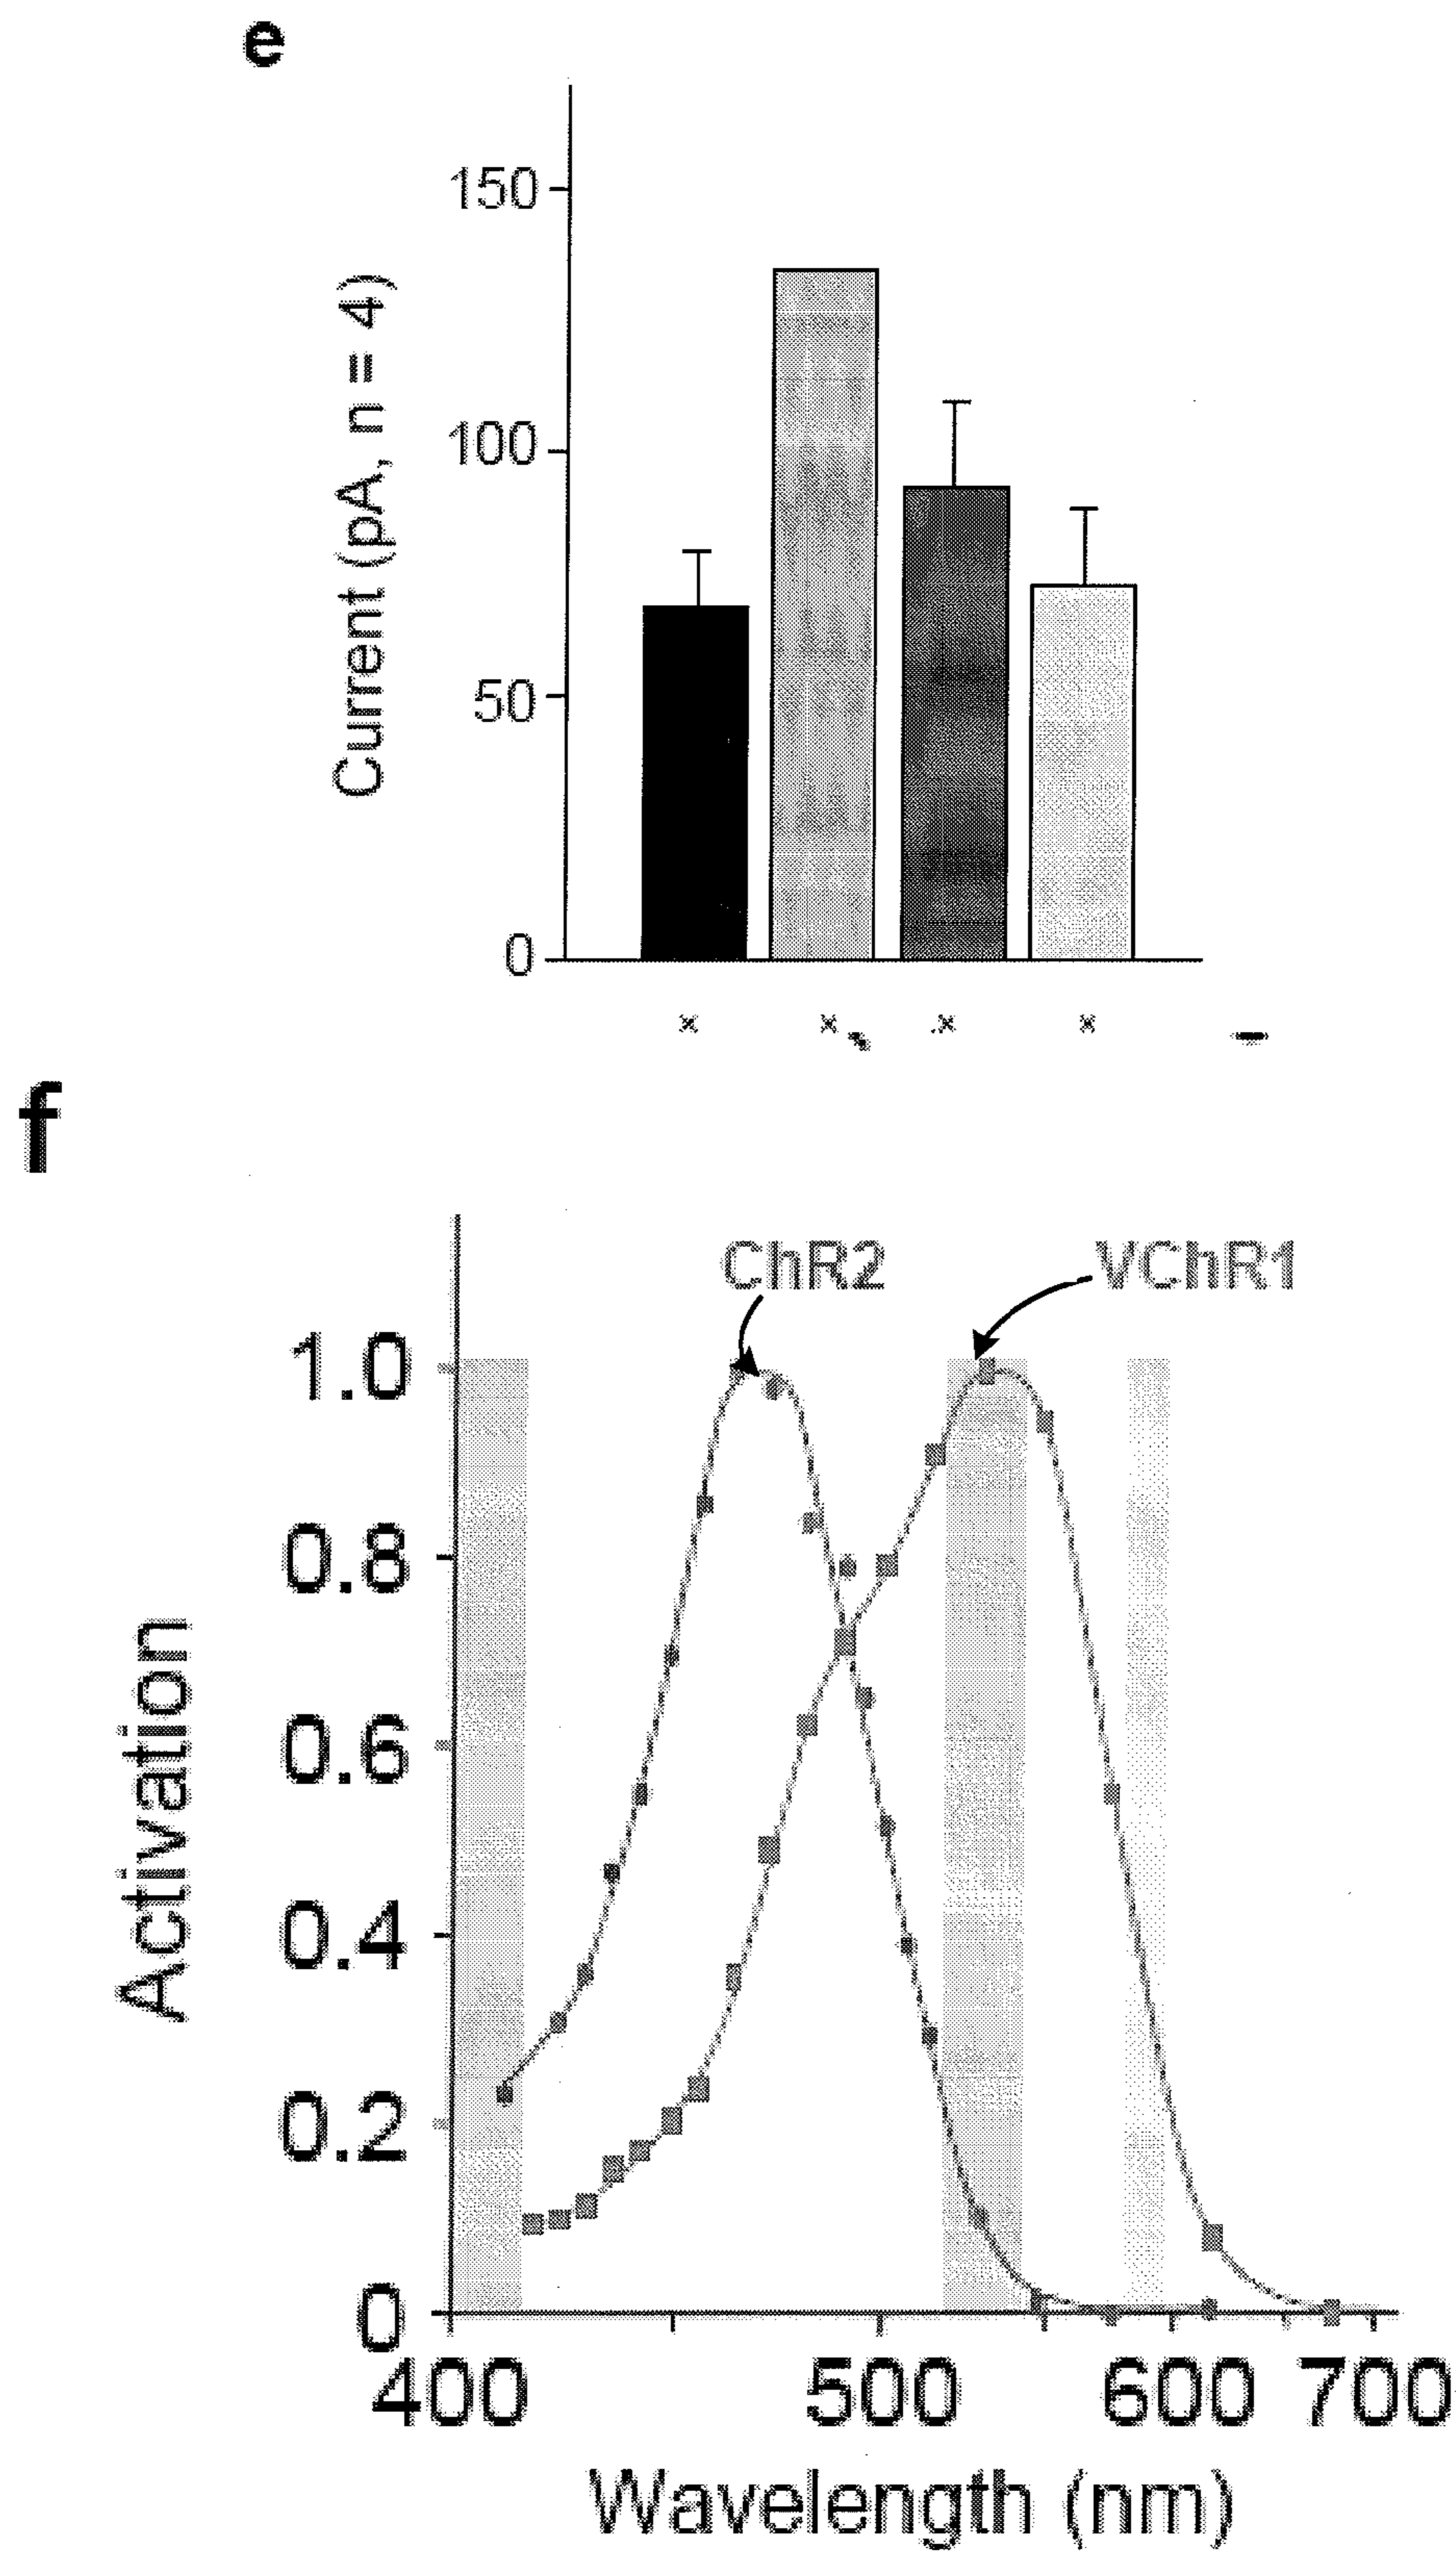 e
150
100
50
0
Current (pA, n = 4)
× × × ×
f
ChR2 VChR1
1.0
0.8
0.6
0.4
0.2
0
Activation
400 500 600 700
Wavelength (nm)